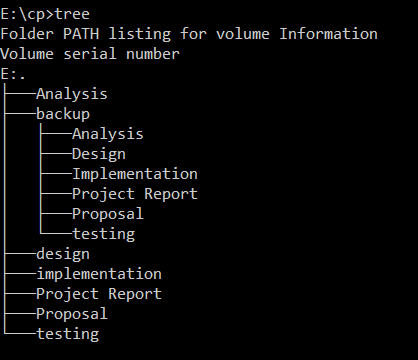 E:\cp>tree
Folder PATH listing for volume Information
Volume serial number
E:.
├───Analysis
├───backup
│   ├───Analysis
│   ├───Design
│   ├───Implementation
│   ├───Project Report
│   ├───Proposal
│   └───testing
├───design
├───implementation
├───Project Report
├───Proposal
└───testing